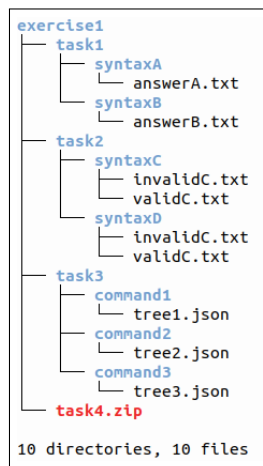 exercise1
├── task1
│   ├── syntaxA
│   │   └── answerA.txt
│   └── syntaxB
│       └── answerB.txt
├── task2
│   ├── syntaxC
│   │   ├── invalidC.txt
│   │   └── validC.txt
│   └── syntaxD
│       ├── invalidC.txt
│       └── validC.txt
├── task3
│   ├── command1
│   │   └── tree1.json
│   ├── command2
│   │   └── tree2.json
│   └── command3
│       └── tree3.json
└── task4.zip
10 directories, 10 files